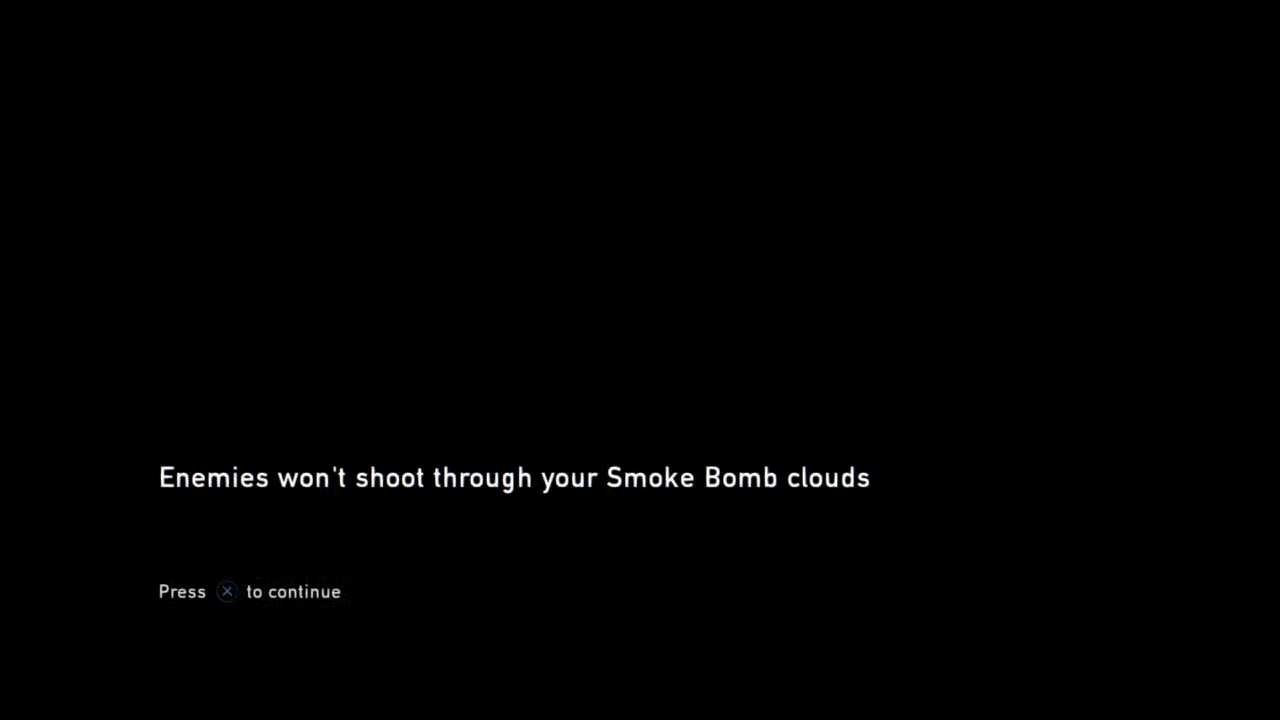 Enemies won't shoot through your Smoke Bomb clouds
Press ⊗ to continue